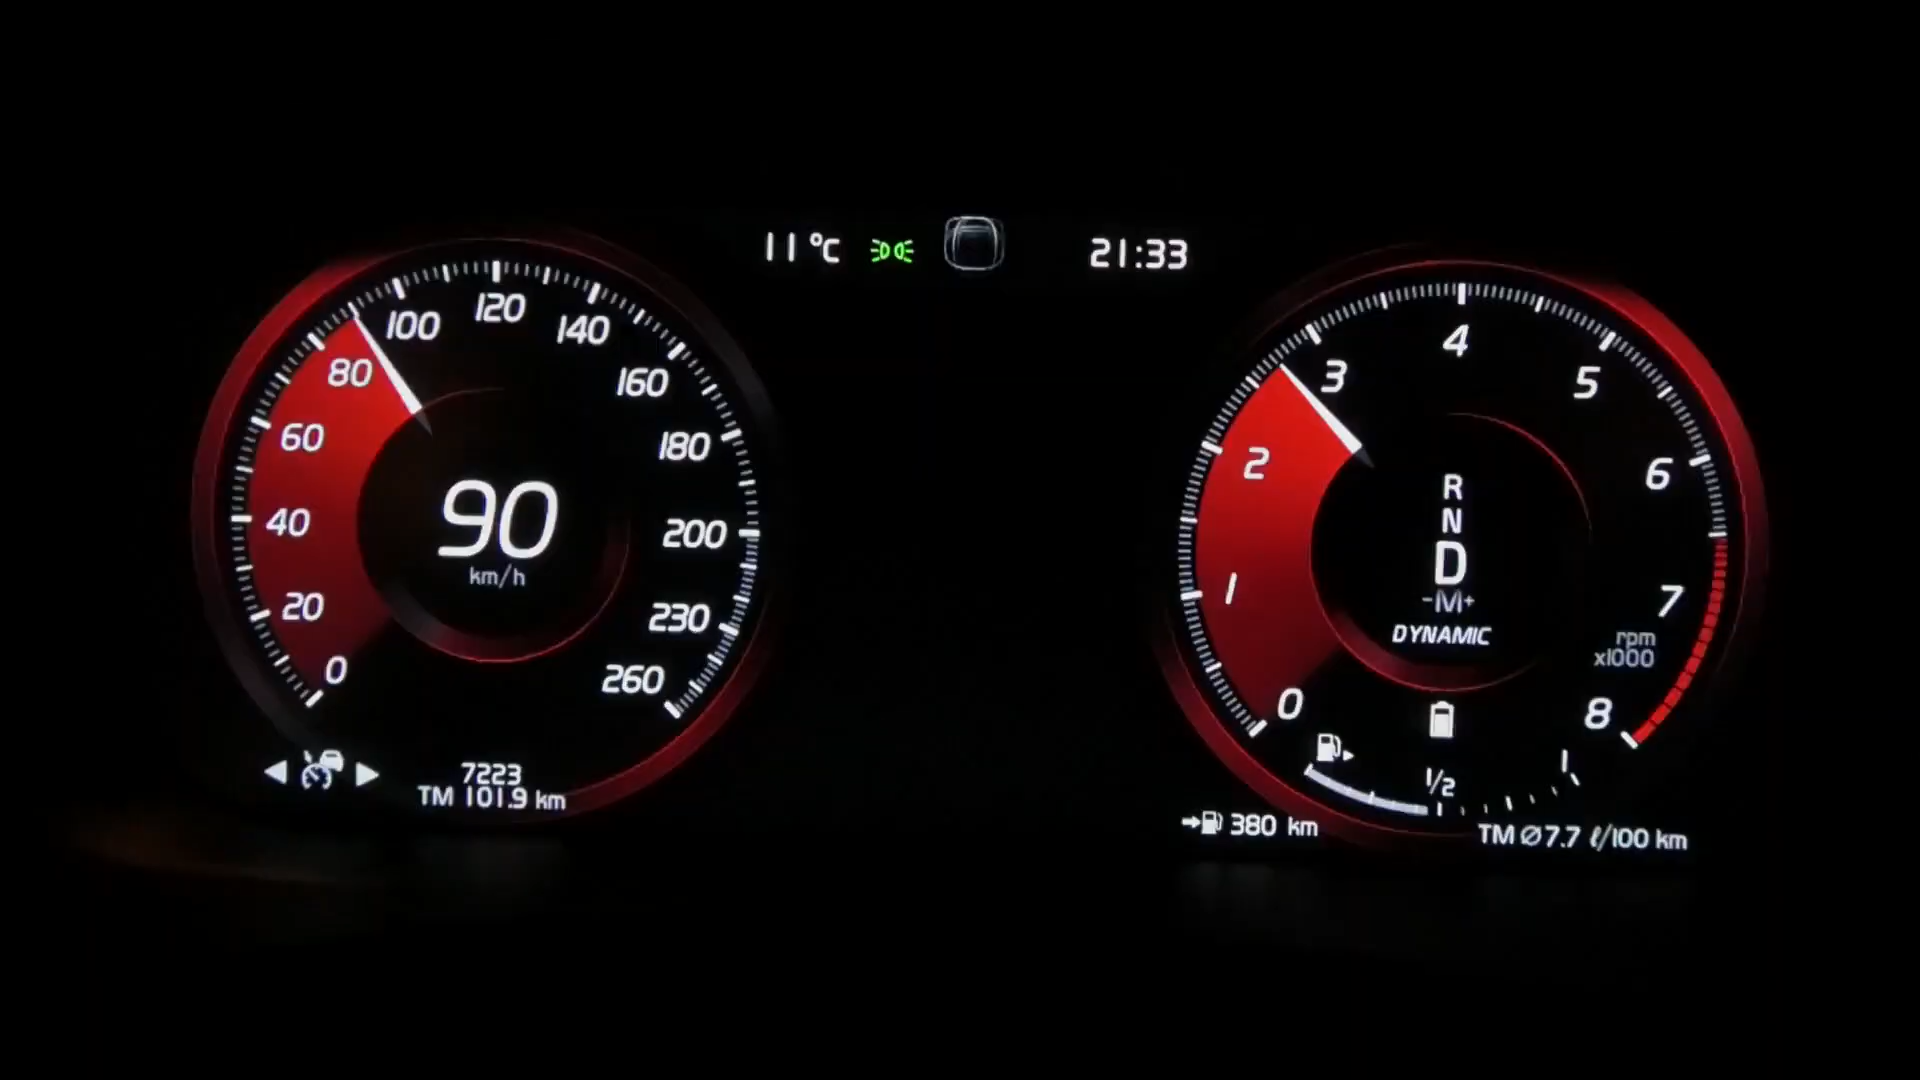 11 °C
21:33
0
20
40
60
80
100
120
140
160
180
200
230
260
90
km/h
7223
TM 101.9 km
0
1
2
3
4
5
6
7
8
rpm
x1000
R
N
D
-M+
DYNAMIC
1/2
1
380 km
TM Ø7.7 ℓ/100 km